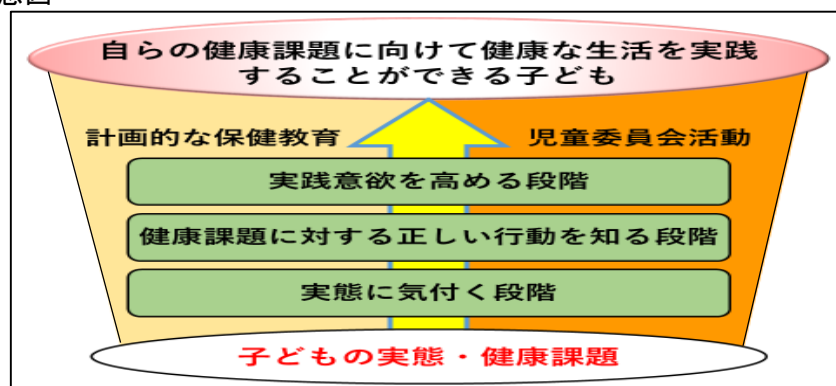 自らの健康課題に向けて健康な生活を実践
することができる子ども
計画的な保健教育
児童委員会活動
実践意欲を高める段階
健康課題に対する正しい行動を知る段階
実態に気付く段階
子どもの実態・健康課題